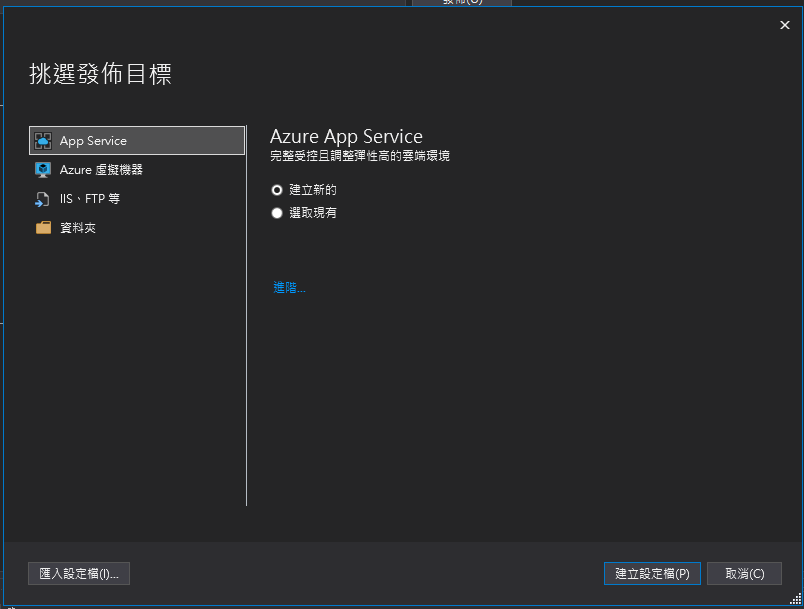 發佈(U)
挑選發佈目標
App Service
Azure 虛擬機器
IIS、FTP 等
資料夾
Azure App Service
完整受控且調整彈性高的雲端環境
建立新的
選取現有
進階...
匯入設定檔(I)...
建立設定檔(P)
取消(C)